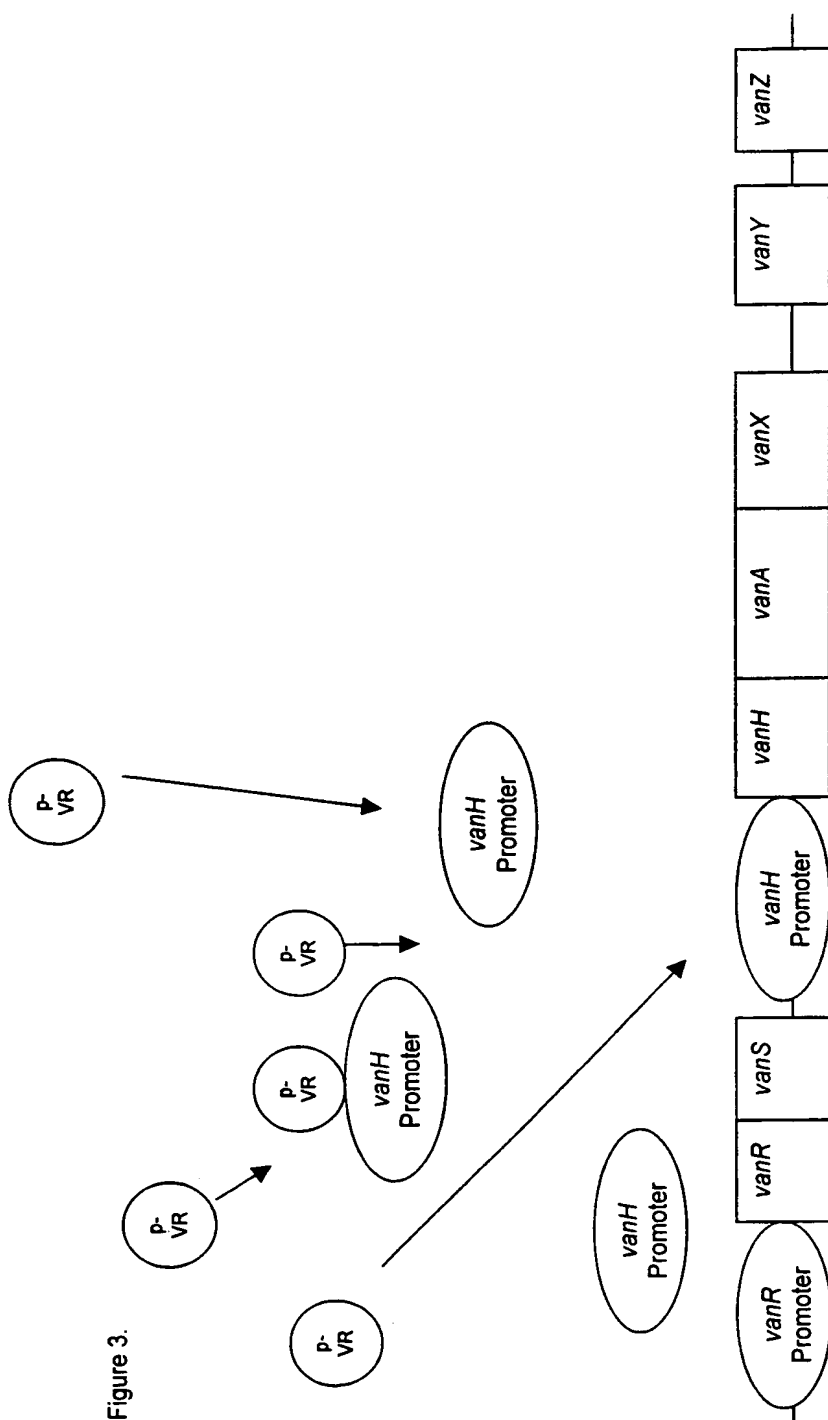 Figure 3.
p-
VR
p-
VR
p-
VR
p-
VR
p-
VR
vanH
Promoter
vanH
Promoter
vanH
Promoter
vanR
Promoter
vanR
vanS
vanH
Promoter
vanH
vanA
vanX
vanY
vanZ